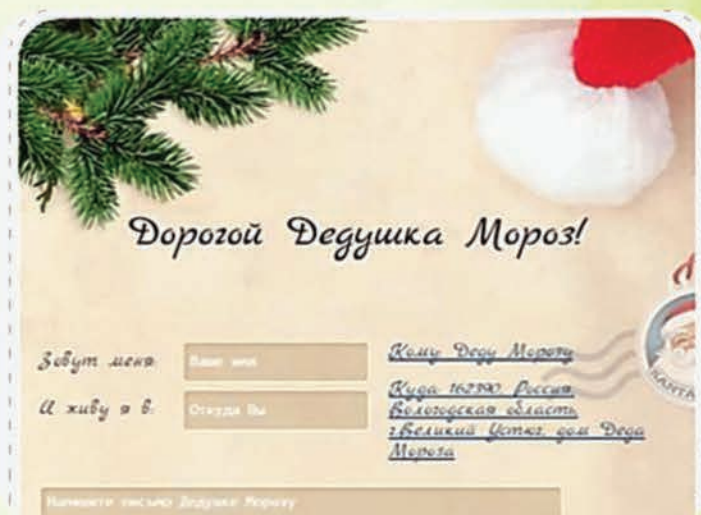 Дорогой Дедушка Мороз!
Зовут меня:
Ваше имя
А живу я в:
Откуда Вы
Кому Деду Морозу
Куда 162390 Россия,
Вологодская область,
г.Великий Устюг, дом Деда
Мороза
Напишите письмо Дедушке Морозу